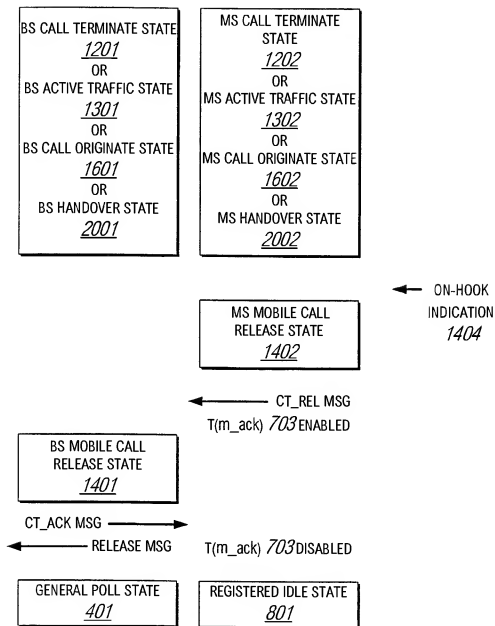 BS CALL TERMINATE STATE
1201
OR
BS ACTIVE TRAFFIC STATE
1301
OR
BS CALL ORIGINATE STATE
1601
OR
BS HANDOVER STATE
2001
MS CALL TERMINATE
STATE
1202
OR
MS ACTIVE TRAFFIC STATE
1302
OR
MS CALL ORIGINATE STATE
1602
OR
MS HANDOVER STATE
2002
ON-HOOK
INDICATION
1404
MS MOBILE CALL
RELEASE STATE
1402
CT_REL MSG
T(m_ack) 703 ENABLED
BS MOBILE CALL
RELEASE STATE
1401
CT_ACK MSG
RELEASE MSG T(m_ack) 703 DISABLED
GENERAL POLL STATE
401
REGISTERED IDLE STATE
801